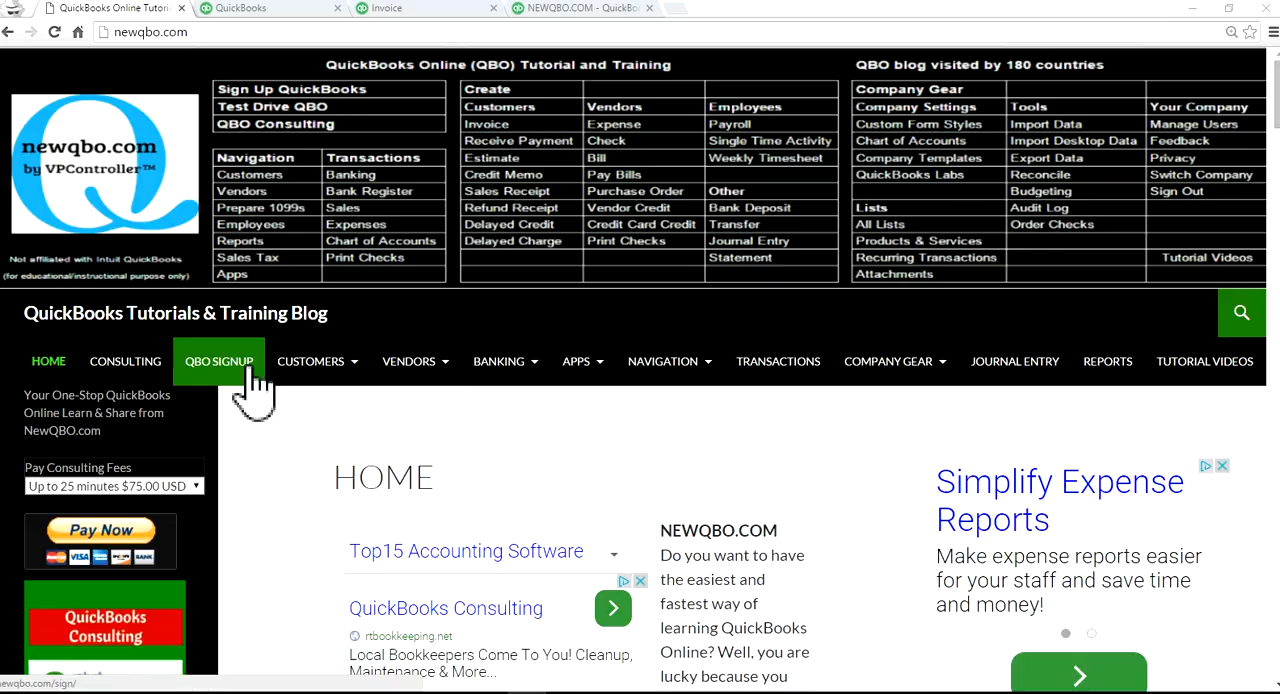 QuickBooks Online Tutori
QuickBooks
Invoice
NEWQBO.COM - QuickBo
newqbo.com
QuickBooks Online (QBO) Tutorial and Training
QBO blog visited by 180 countries
newqbo.com
by VPController™
Not affiliated with Intuit QuickBooks
(for educational/instructional purpose only)
Sign Up QuickBooks
Test Drive QBO
QBO Consulting
Navigation Transactions
Customers Banking
Vendors Bank Register
Prepare 1099s Sales
Employees Expenses
Reports Chart of Accounts
Sales Tax Print Checks
Apps
Create
Customers Vendors Employees
Invoice Expense Payroll
Receive Payment Check Single Time Activity
Estimate Bill Weekly Timesheet
Credit Memo Pay Bills
Sales Receipt Purchase Order Other
Refund Receipt Vendor Credit Bank Deposit
Delayed Credit Credit Card Credit Transfer
Delayed Charge Print Checks Journal Entry
Statement
Company Gear
Company Settings Tools Your Company
Custom Form Styles Import Data Manage Users
Chart of Accounts Import Desktop Data Feedback
Company Templates Export Data Privacy
QuickBooks Labs Reconcile Switch Company
Budgeting Sign Out
Lists Audit Log
All Lists Order Checks
Products & Services
Recurring Transactions Tutorial Videos
Attachments
QuickBooks Tutorials & Training Blog
HOME CONSULTING QBO SIGNUP CUSTOMERS VENDORS BANKING APPS NAVIGATION TRANSACTIONS COMPANY GEAR JOURNAL ENTRY REPORTS TUTORIAL VIDEOS
Your One-Stop QuickBooks
Online Learn & Share from
NewQBO.com
Pay Consulting Fees
Up to 25 minutes $75.00 USD
Pay Now
VISA
BANK
QuickBooks
Consulting
HOME
Top15 Accounting Software
QuickBooks Consulting
rtbookkeeping.net
Local Bookkeepers Come To You! Cleanup,
Maintenance & More...
NEWQBO.COM
Do you want to have
the easiest and
fastest way of
learning QuickBooks
Online? Well, you are
lucky because you
Simplify Expense
Reports
Make expense reports easier
for your staff and save time
and money!
newqbo.com/sign/